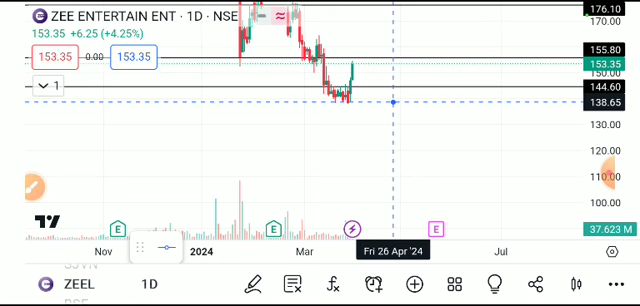 ZEE ENTERTAIN ENT · 1D · NSE
153.35 +6.25 (+4.25%)
153.35 0.00 153.35
1
176.10
170.00
155.80
153.35
150.00
144.60
138.65
130.00
120.00
110.00
100.00
37.623 M
E E E
Nov 2024 Mar Fri 26 Apr '24 Jul
SJVN
ZEEL 1D
BSE